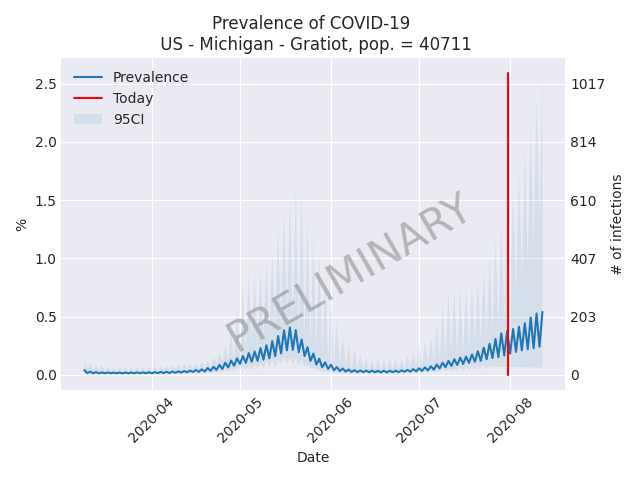 Prevalence of COVID-19
US - Michigan - Gratiot, pop. = 40711
Prevalence
Today
95CI
PRELIMINARY
2.5
2.0
1.5
1.0
0.5
0.0
%
1017
814
610
407
203
0
# of infections
2020-04
2020-05
2020-06
2020-07
2020-08
Date